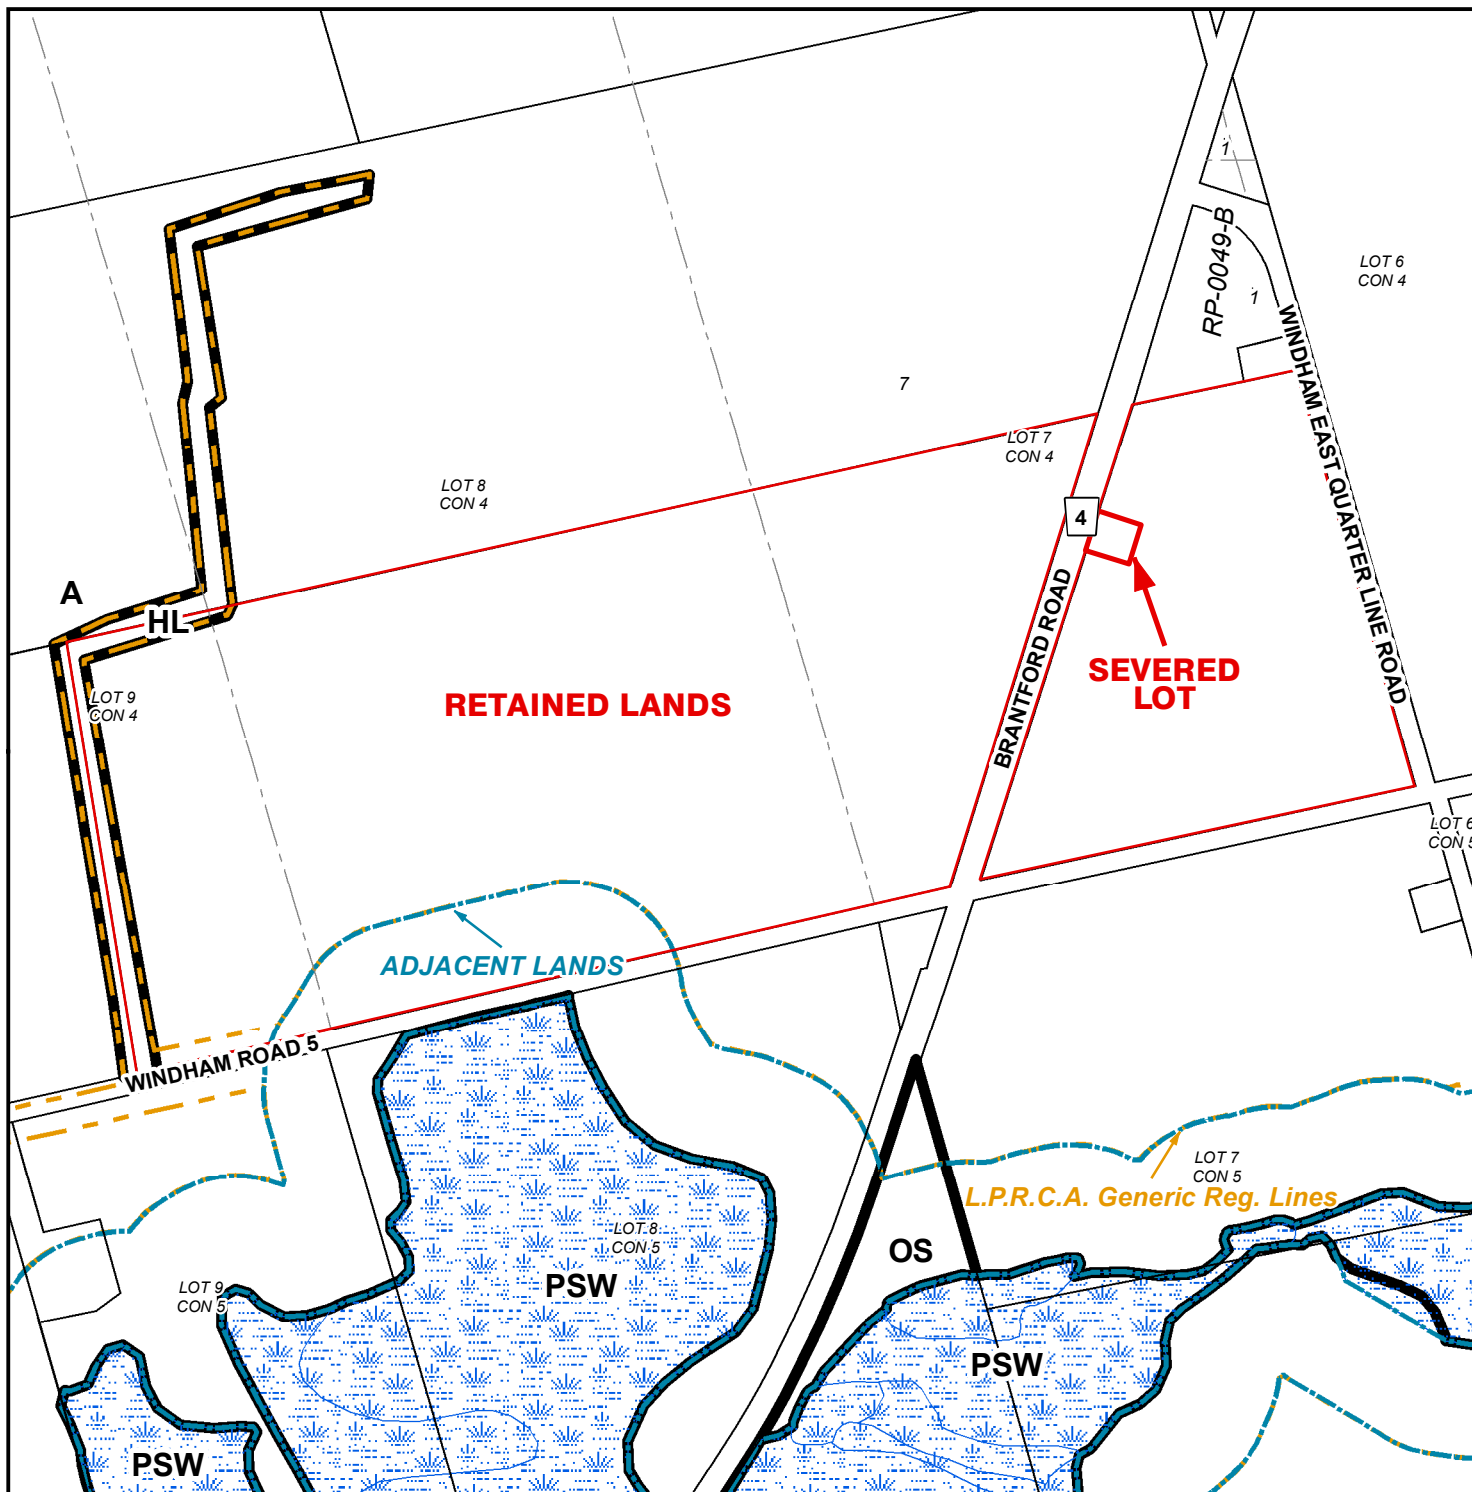 1
RP-0049-B
LOT 6
CON 4
1
WINDHAM EAST QUARTER LINE ROAD
7
LOT 7
CON 4
LOT 8
CON 4
4
A
HL
BRANTFORD ROAD
SEVERED
LOT
LOT 9
CON 4
RETAINED LANDS
LOT 6
CON 5
ADJACENT LANDS
WINDHAM ROAD 5
LOT 7
CON 5
L.P.R.C.A. Generic Reg. Lines
LOT 8
CON 5
OS
LOT 9
CON 5
PSW
PSW
PSW